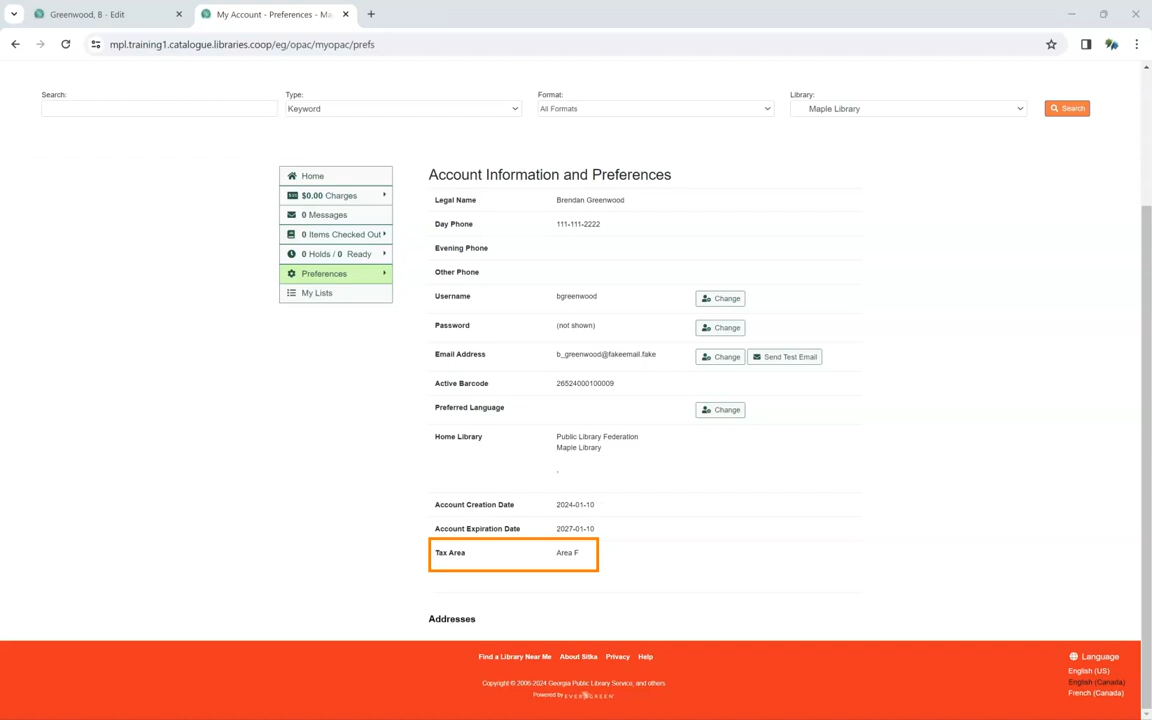 Greenwood, B - Edit
My Account - Preferences - Ma
mpl.training1.catalogue.libraries.coop/eg/opac/myopac/prefs
Search: Type: Format: Library:
Keyword All Formats Maple Library Search
Home
$0.00 Charges
0 Messages
0 Items Checked Out
0 Holds / 0 Ready
Preferences
My Lists
Account Information and Preferences
Legal Name Brendan Greenwood
Day Phone 111-111-2222
Evening Phone
Other Phone
Username bgreenwood Change
Password (not shown) Change
Email Address b_greenwood@fakeemail.fake Change Send Test Email
Active Barcode 26524000100009
Preferred Language Change
Home Library Public Library Federation
Maple Library
,
Account Creation Date 2024-01-10
Account Expiration Date 2027-01-10
Tax Area Area F
Addresses
Find a Library Near Me About Sitka Privacy Help
Copyright © 2006-2024 Georgia Public Library Service, and others
Powered by EVERGREEN
Language
English (US)
English (Canada)
French (Canada)